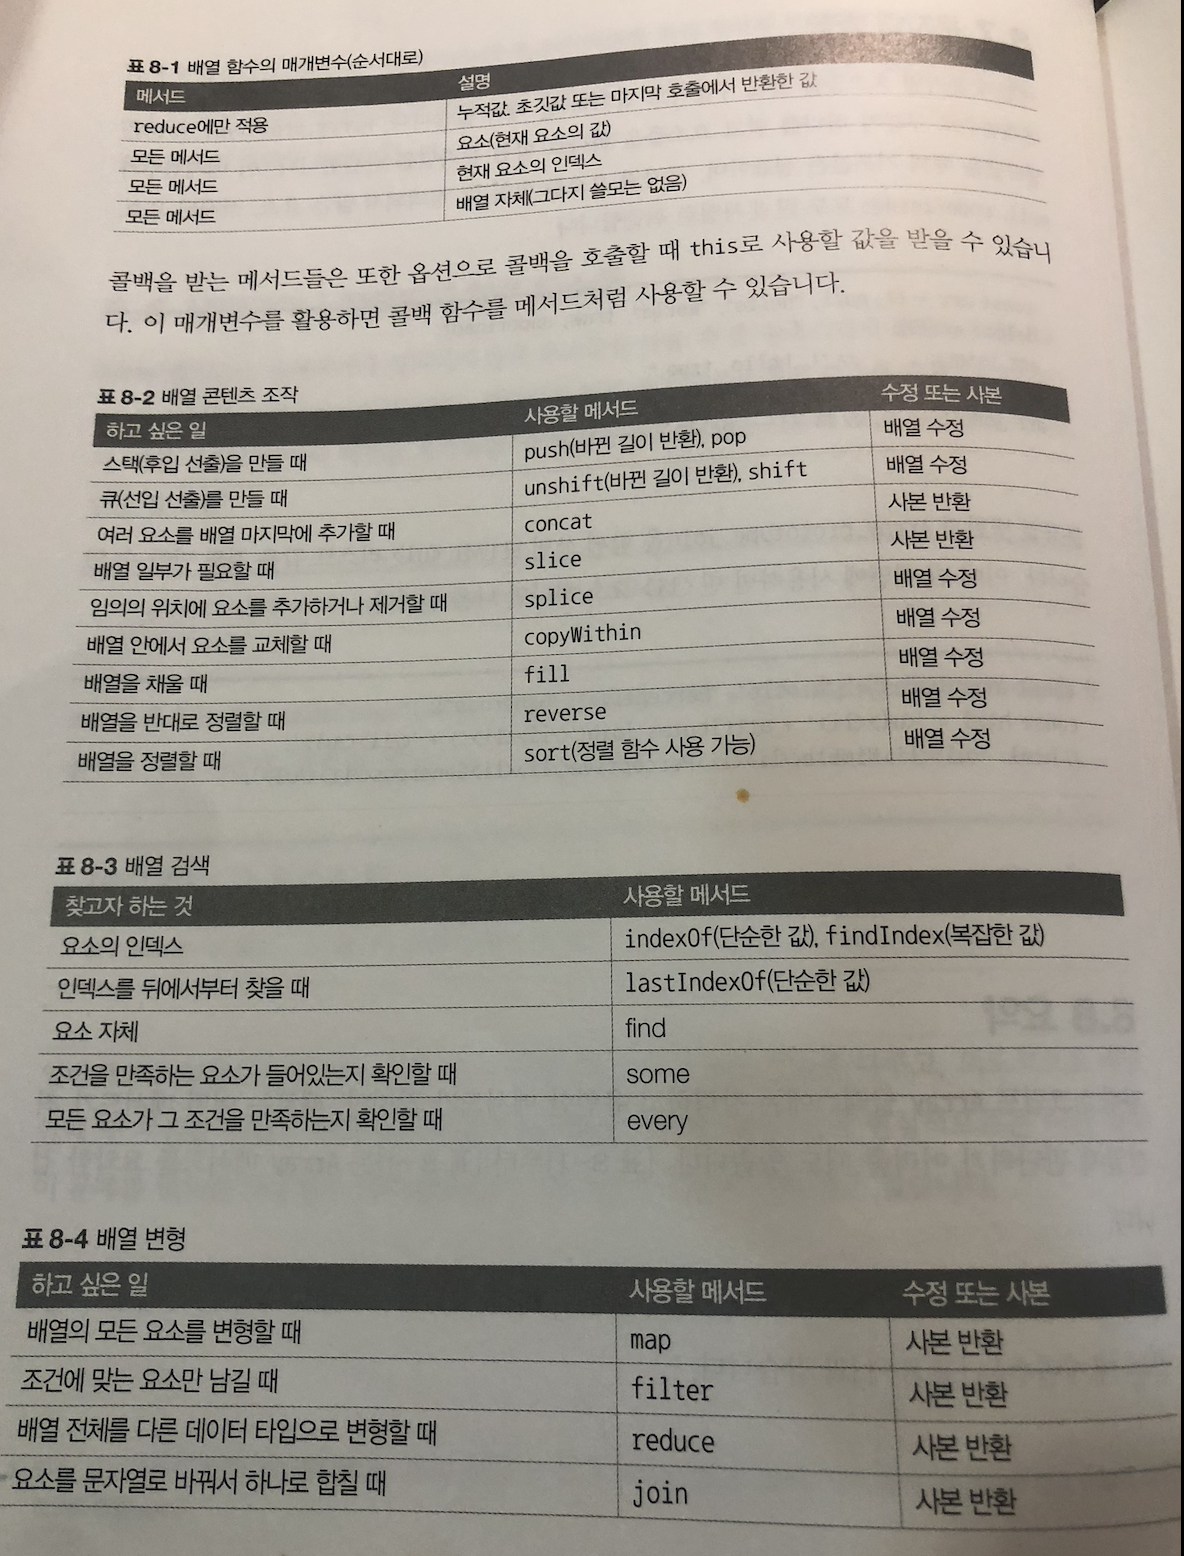 표 8-1 배열 함수의 매개변수(순서대로)
메서드 설명
reduce에만 적용 누적값. 초깃값 또는 마지막 호출에서 반환한 값
모든 메서드 요소(현재 요소의 값)
모든 메서드 현재 요소의 인덱스
모든 메서드 배열 자체(그다지 쓸모는 없음)
콜백을 받는 메서드들은 또한 옵션으로 콜백을 호출할 때 this로 사용할 값을 받을 수 있습니
다. 이 매개변수를 활용하면 콜백 함수를 메서드처럼 사용할 수 있습니다.
표 8-2 배열 콘텐츠 조작
하고 싶은 일 사용할 메서드 수정 또는 사본
스택(후입 선출)을 만들 때 push(바뀐 길이 반환), pop 배열 수정
큐(선입 선출)를 만들 때 unshift(바뀐 길이 반환), shift 배열 수정
여러 요소를 배열 마지막에 추가할 때 concat 사본 반환
배열 일부가 필요할 때 slice 사본 반환
임의의 위치에 요소를 추가하거나 제거할 때 splice 배열 수정
배열 안에서 요소를 교체할 때 copyWithin 배열 수정
배열을 채울 때 fill 배열 수정
배열을 반대로 정렬할 때 reverse 배열 수정
배열을 정렬할 때 sort(정렬 함수 사용 가능) 배열 수정
표 8-3 배열 검색
찾고자 하는 것 사용할 메서드
요소의 인덱스 indexOf(단순한 값), findIndex(복잡한 값)
인덱스를 뒤에서부터 찾을 때 lastIndexOf(단순한 값)
요소 자체 find
조건을 만족하는 요소가 들어있는지 확인할 때 some
모든 요소가 그 조건을 만족하는지 확인할 때 every
표 8-4 배열 변형
하고 싶은 일 사용할 메서드 수정 또는 사본
배열의 모든 요소를 변형할 때 map 사본 반환
조건에 맞는 요소만 남길 때 filter 사본 반환
배열 전체를 다른 데이터 타입으로 변형할 때 reduce 사본 반환
요소를 문자열로 바꿔서 하나로 합칠 때 join 사본 반환